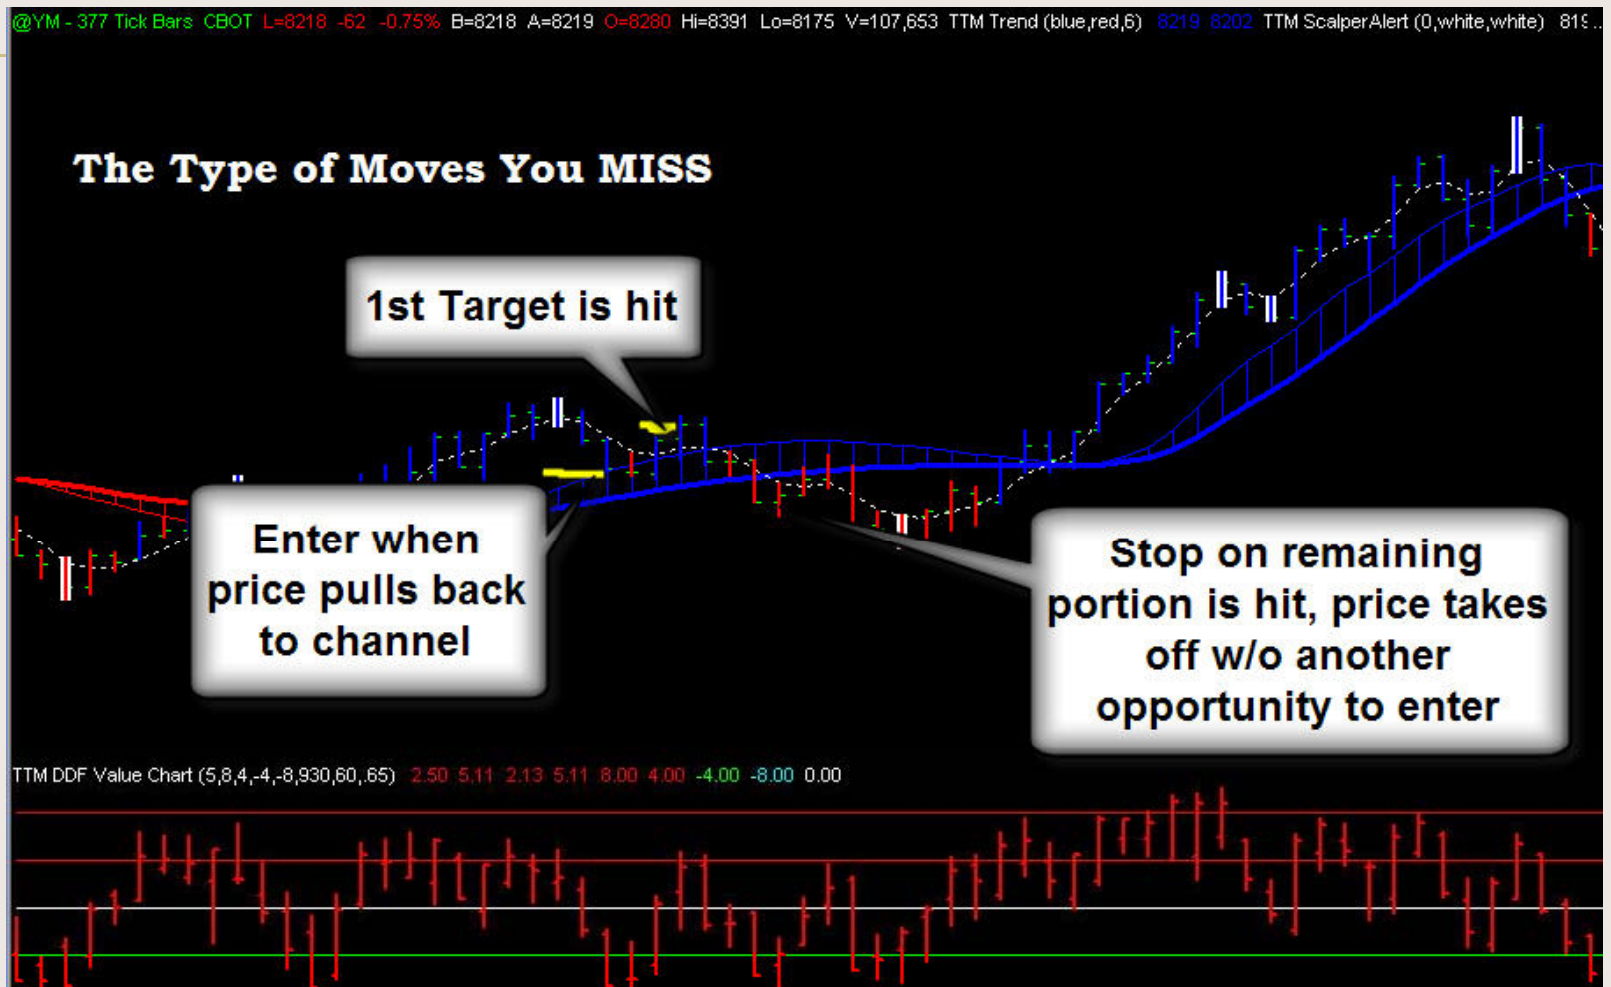 @YM - 377 Tick Bars CBOT L=8218 -62 -0.75% B=8218 A=8219 O=8280 Hi=8391 Lo=8175 V=107,653 TTM Trend (blue,red,6) 8219 8202 TTM ScalperAlert (0,white,white) 819...
The Type of Moves You MISS
1st Target is hit
Enter when
price pulls back
to channel
Stop on remaining
portion is hit, price takes
off w/o another
opportunity to enter
TTM DDF Value Chart (5,8,4,-4,-8,930,60,.65) 2.50 5.11 2.13 5.11 8.00 4.00 -4.00 -8.00 0.00